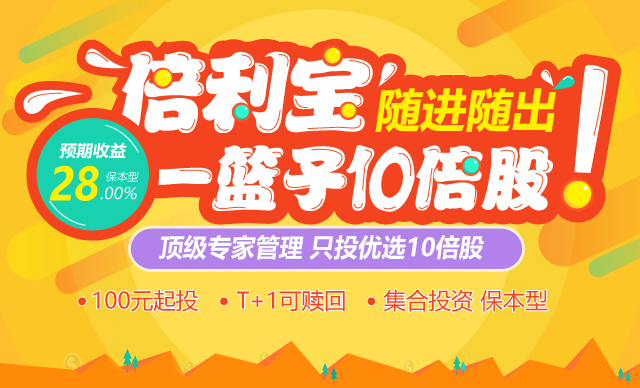 倍利宝 随进随出
一篮子10倍股！
预期收益
28.00%
保本型
顶级专家管理 只投优选10倍股
•100元起投 •T+1可赎回 •集合投资 保本型